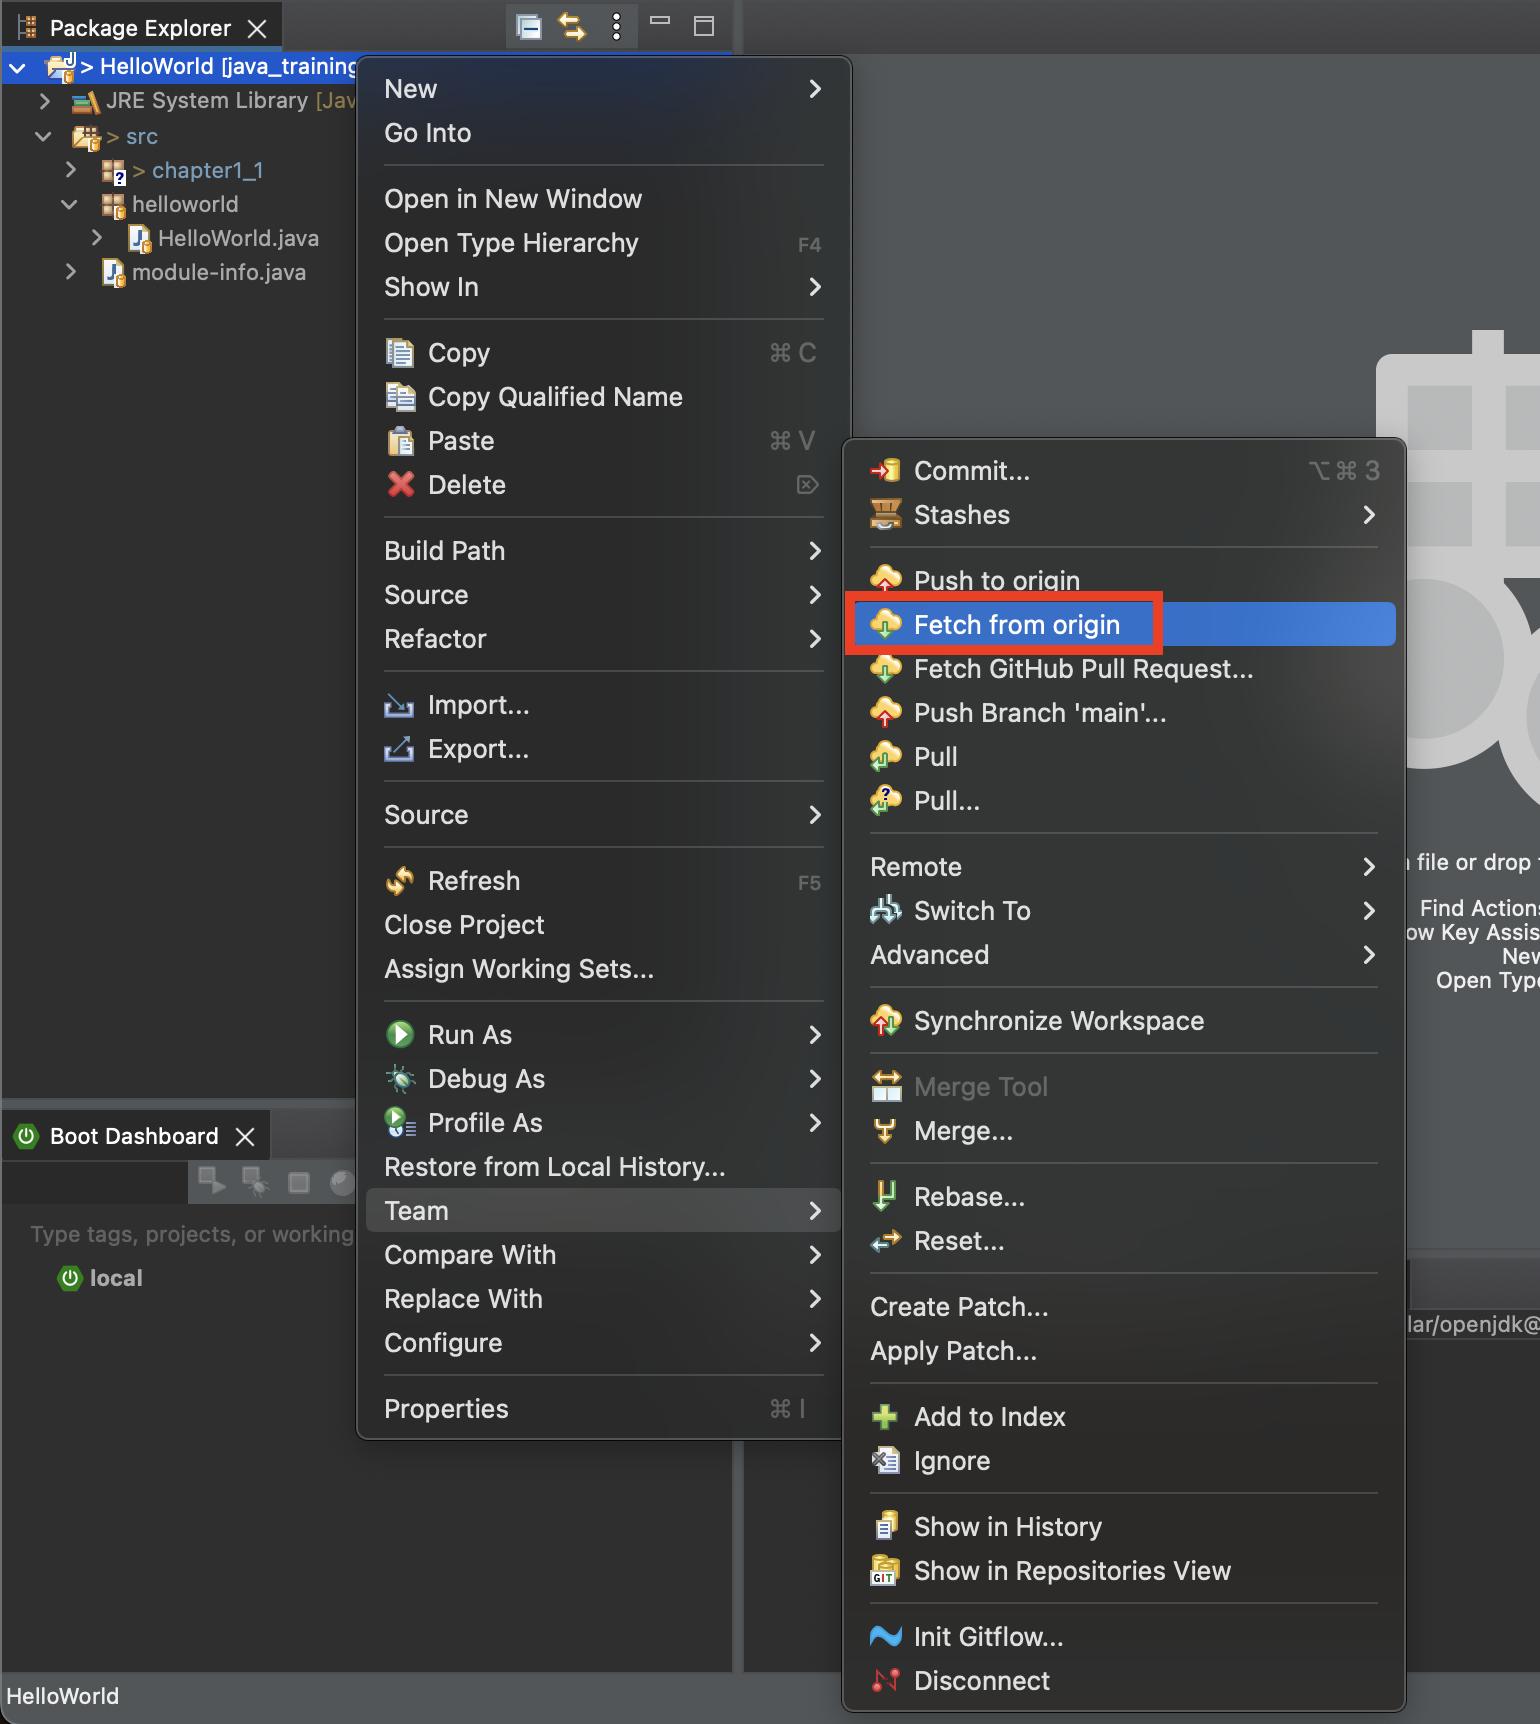 Package Explorer
> HelloWorld [java_training
JRE System Library [Jav
> src
> chapter1_1
helloworld
HelloWorld.java
module-info.java
New
Go Into
Open in New Window
Open Type Hierarchy F4
Show In
Copy ⌘ C
Copy Qualified Name
Paste ⌘ V
Delete
Build Path
Source
Refactor
Import...
Export...
Source
Refresh F5
Close Project
Assign Working Sets...
Run As
Debug As
Profile As
Restore from Local History...
Team
Compare With
Replace With
Configure
Properties ⌘ I
Commit... ⌥⌘ 3
Stashes
Push to origin
Fetch from origin
Fetch GitHub Pull Request...
Push Branch 'main'...
Pull
Pull...
Remote
Switch To
Advanced
Synchronize Workspace
Merge Tool
Merge...
Rebase...
Reset...
Create Patch...
Apply Patch...
Add to Index
Ignore
Show in History
GIT Show in Repositories View
Init Gitflow...
Disconnect
file or drop
Find Actions
ow Key Assis
New
Open Type
lar/openjdk@
Boot Dashboard
Type tags, projects, or working
local
HelloWorld